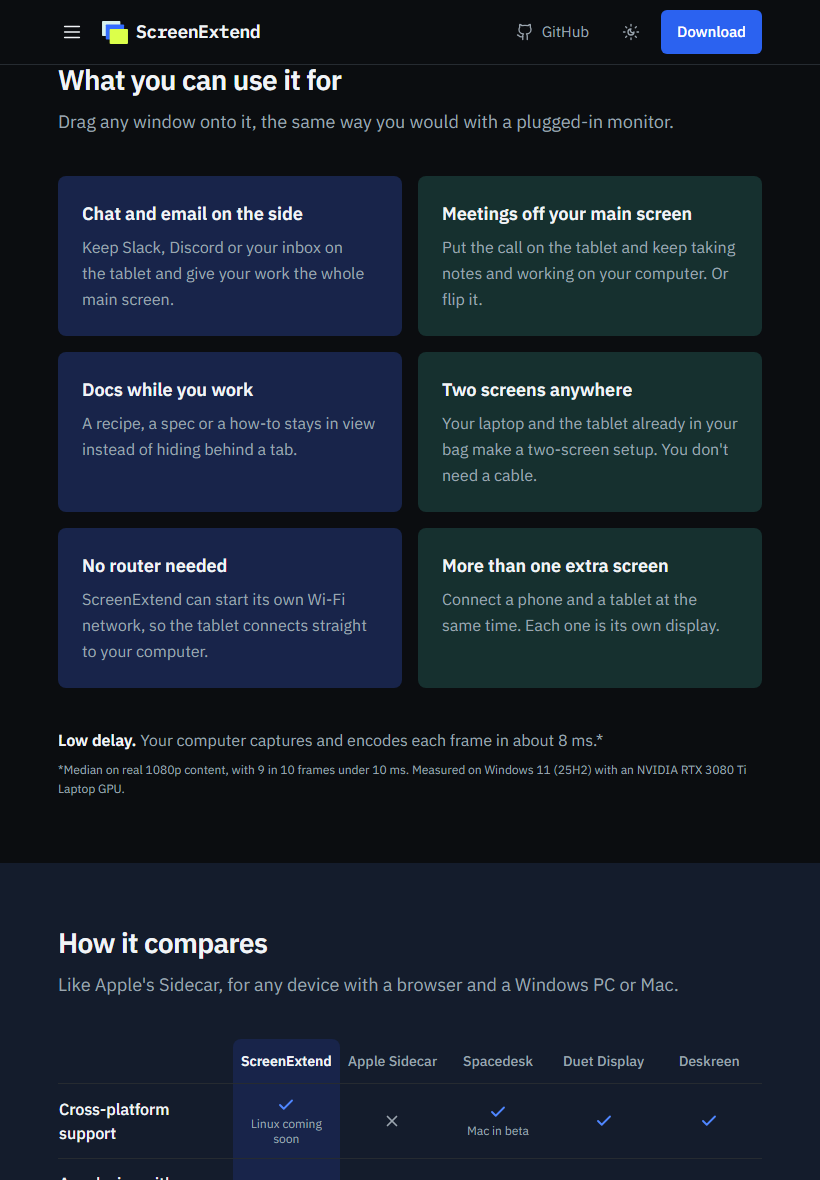 ScreenExtend
GitHub
Download
What you can use it for
Drag any window onto it, the same way you would with a plugged-in monitor.
Chat and email on the side
Keep Slack, Discord or your inbox on
the tablet and give your work the whole
main screen.
Meetings off your main screen
Put the call on the tablet and keep taking
notes and working on your computer. Or
flip it.
Docs while you work
A recipe, a spec or a how-to stays in view
instead of hiding behind a tab.
Two screens anywhere
Your laptop and the tablet already in your
bag make a two-screen setup. You don't
need a cable.
No router needed
ScreenExtend can start its own Wi-Fi
network, so the tablet connects straight
to your computer.
More than one extra screen
Connect a phone and a tablet at the
same time. Each one is its own display.
Low delay. Your computer captures and encodes each frame in about 8 ms.*
*Median on real 1080p content, with 9 in 10 frames under 10 ms. Measured on Windows 11 (25H2) with an NVIDIA RTX 3080 Ti
Laptop GPU.
How it compares
Like Apple's Sidecar, for any device with a browser and a Windows PC or Mac.
ScreenExtend Apple Sidecar Spacedesk Duet Display Deskreen
Cross-platform
support
Linux coming
soon
Mac in beta